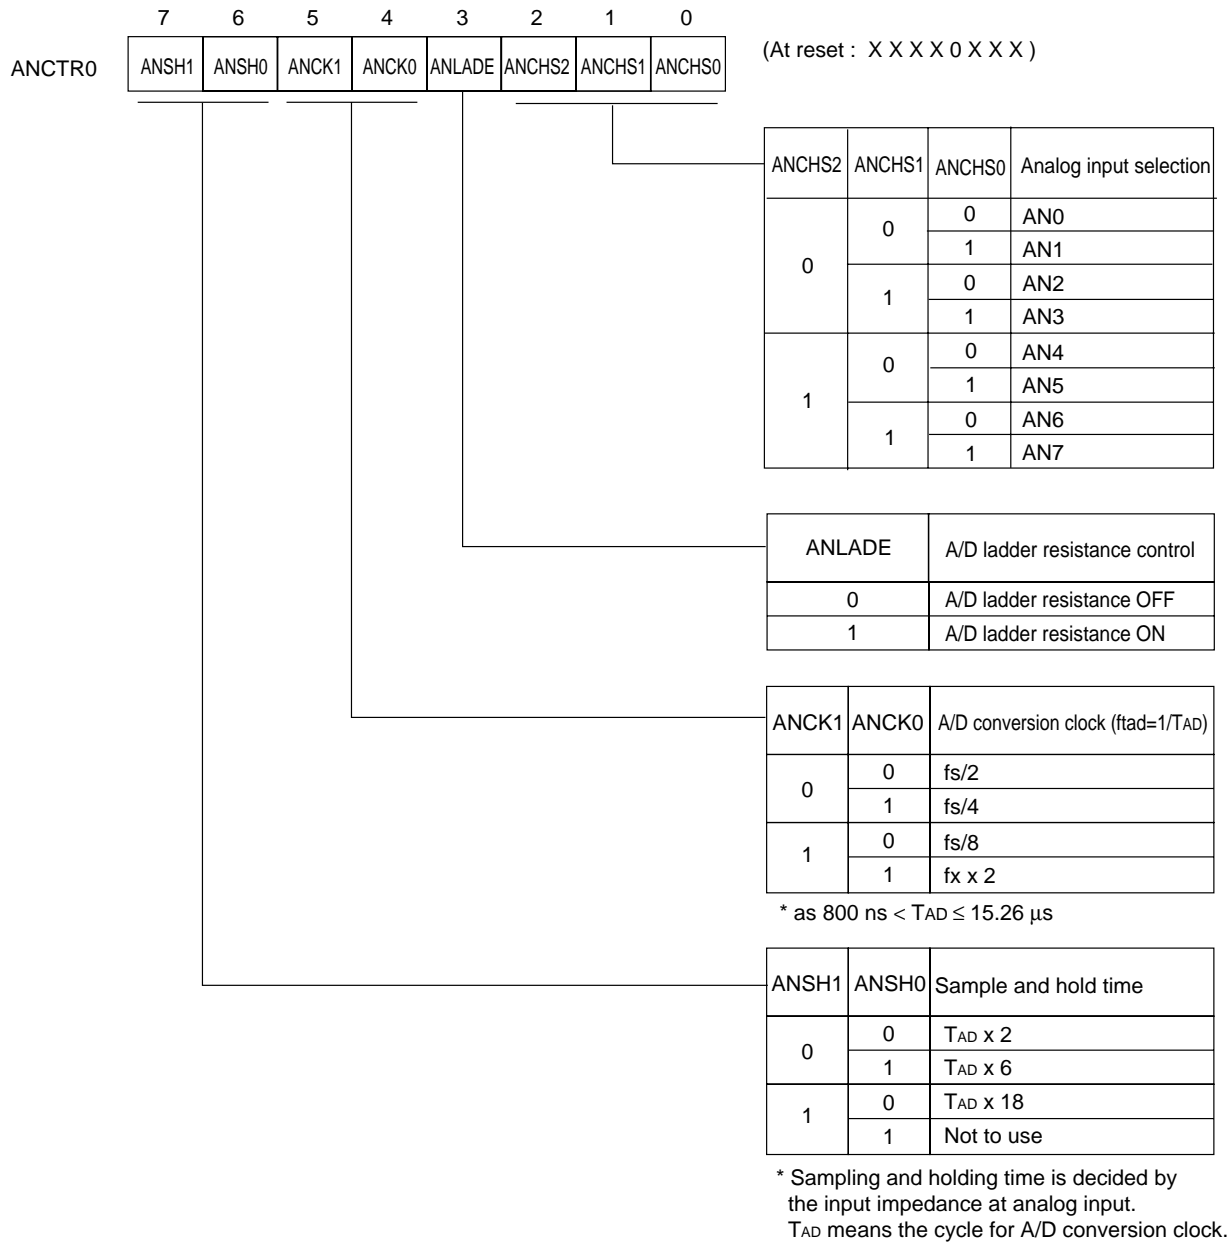 7 6 5 4 3 2 1 0
ANCTR0 ANSH1 ANSH0 ANCK1 ANCK0 ANLADE ANCHS2 ANCHS1 ANCHS0
(At reset : X X X X 0 X X X )
ANCHS2 ANCHS1 ANCHS0 Analog input selection
0 0 0 AN0
1 AN1
1 0 AN2
1 AN3
1 0 0 AN4
1 AN5
1 0 AN6
1 AN7
ANLADE A/D ladder resistance control
0 A/D ladder resistance OFF
1 A/D ladder resistance ON
ANCK1 ANCK0 A/D conversion clock (ftad=1/TAD)
0 0 fs/2
1 fs/4
1 0 fs/8
1 fx x 2
* as 800 ns < TAD ≤ 15.26 μs
ANSH1 ANSH0 Sample and hold time
0 0 TAD x 2
1 TAD x 6
1 0 TAD x 18
1 Not to use
* Sampling and holding time is decided by
the input impedance at analog input.
TAD means the cycle for A/D conversion clock.